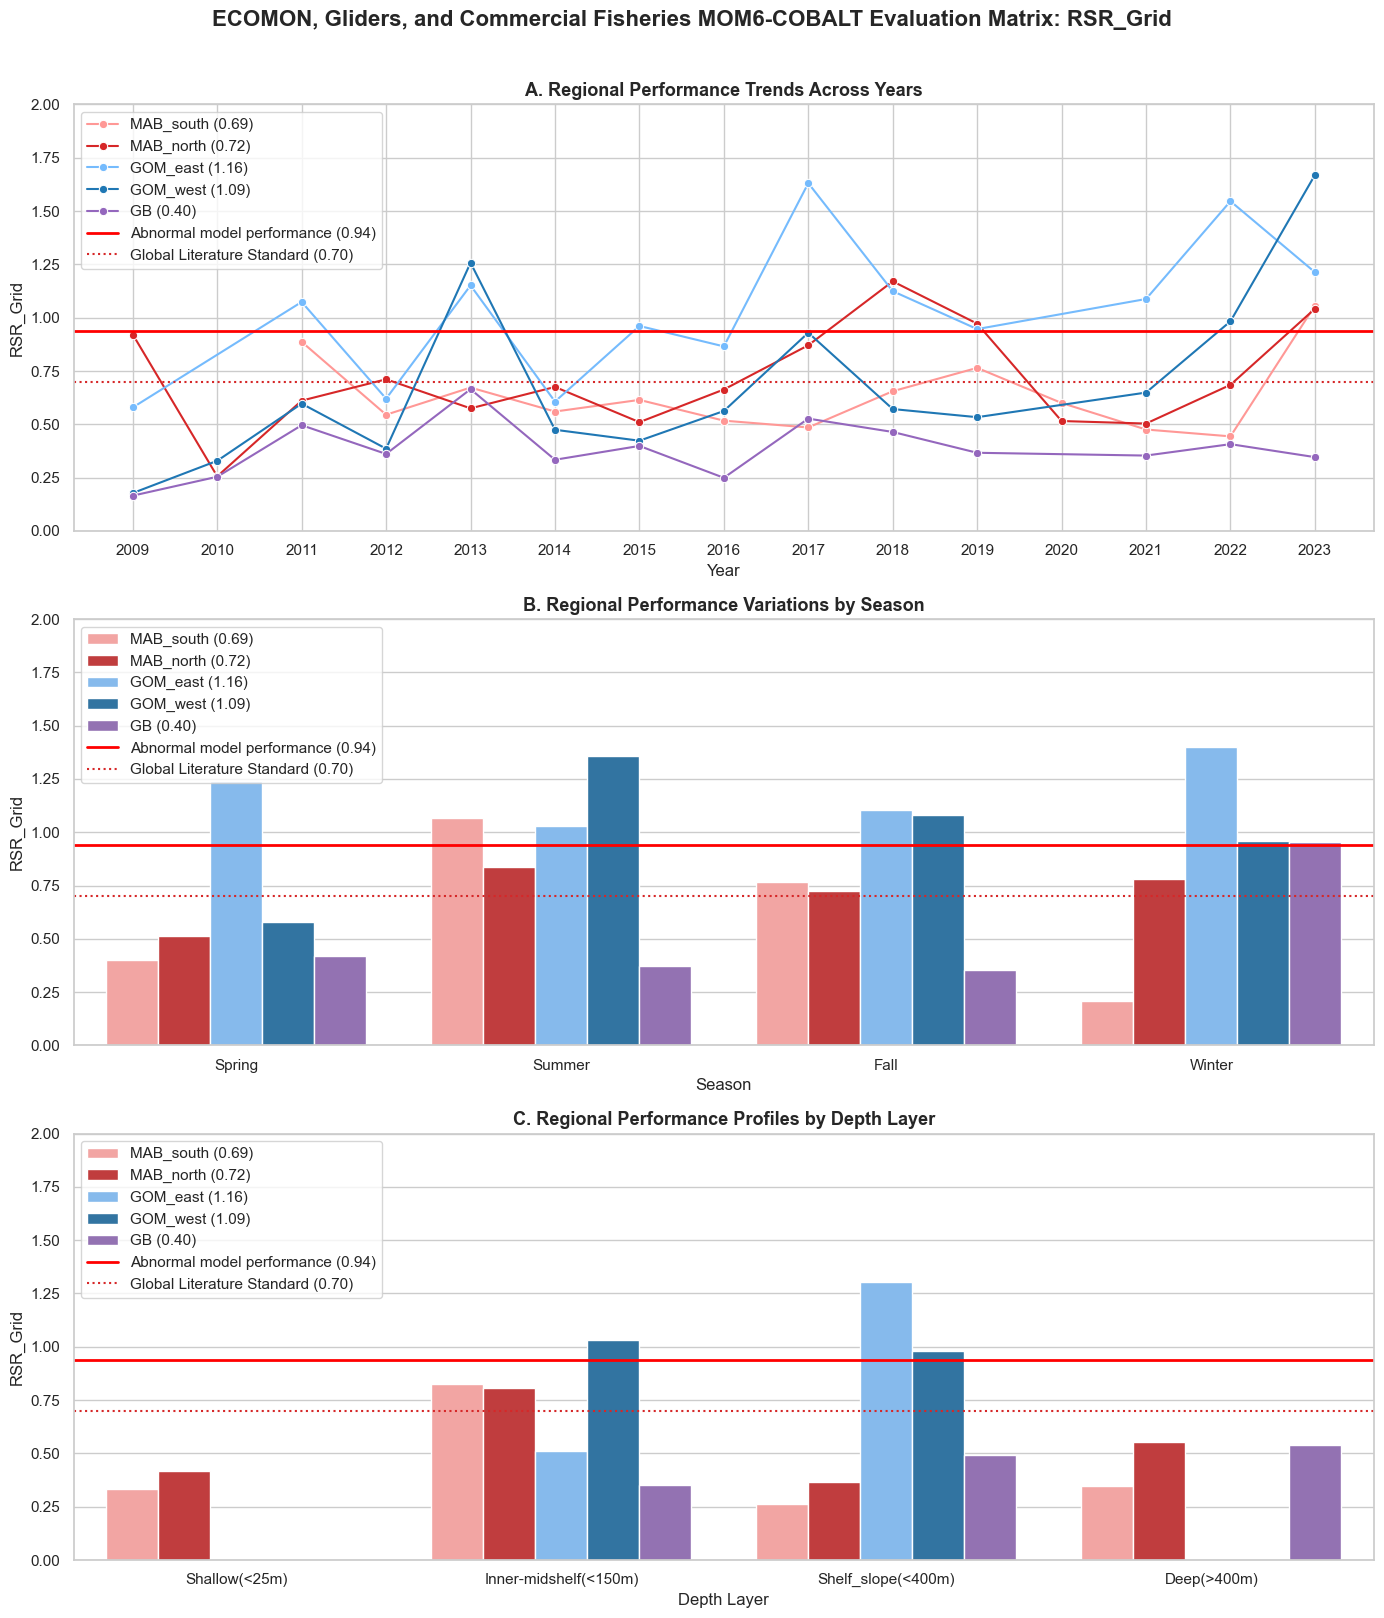 ECOMON, Gliders, and Commercial Fisheries MOM6-COBALT Evaluation Matrix: RSR_Grid
A. Regional Performance Trends Across Years
MAB_south (0.69)
MAB_north (0.72)
GOM_east (1.16)
GOM_west (1.09)
GB (0.40)
Abnormal model performance (0.94)
Global Literature Standard (0.70)
RSR_Grid
2.00
1.75
1.50
1.25
1.00
0.75
0.50
0.25
0.00
2009 2010 2011 2012 2013 2014 2015 2016 2017 2018 2019 2020 2021 2022 2023
Year
B. Regional Performance Variations by Season
MAB_south (0.69)
MAB_north (0.72)
GOM_east (1.16)
GOM_west (1.09)
GB (0.40)
Abnormal model performance (0.94)
Global Literature Standard (0.70)
RSR_Grid
2.00
1.75
1.50
1.25
1.00
0.75
0.50
0.25
0.00
Spring Summer Fall Winter
Season
C. Regional Performance Profiles by Depth Layer
MAB_south (0.69)
MAB_north (0.72)
GOM_east (1.16)
GOM_west (1.09)
GB (0.40)
Abnormal model performance (0.94)
Global Literature Standard (0.70)
RSR_Grid
2.00
1.75
1.50
1.25
1.00
0.75
0.50
0.25
0.00
Shallow(<25m) Inner-midshelf(<150m) Shelf_slope(<400m) Deep(>400m)
Depth Layer